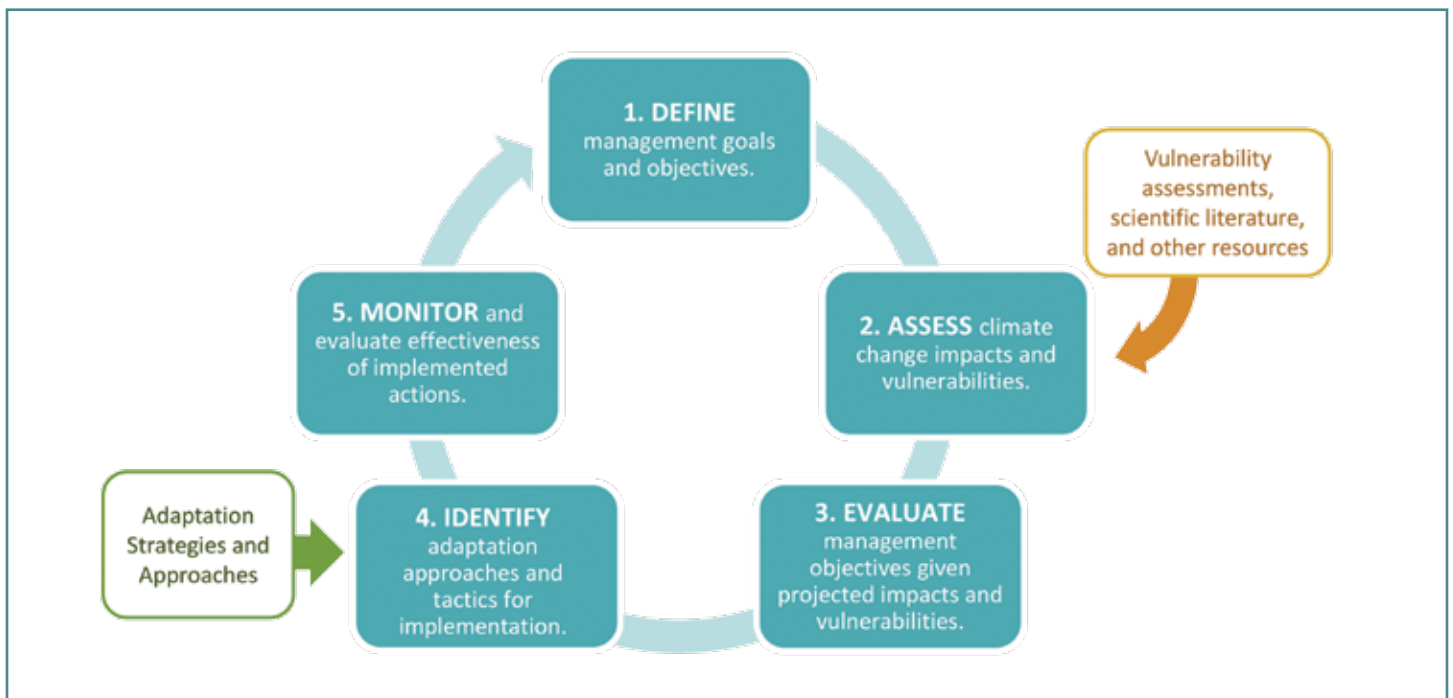 1. DEFINE
management goals
and objectives.
Vulnerability
assessments,
scientific literature,
and other resources
2. ASSESS climate
change impacts and
vulnerabilities.
3. EVALUATE
management
objectives given
projected impacts and
vulnerabilities.
4. IDENTIFY
adaptation
approaches and
tactics for
implementation.
Adaptation
Strategies and
Approaches
5. MONITOR and
evaluate effectiveness
of implemented
actions.